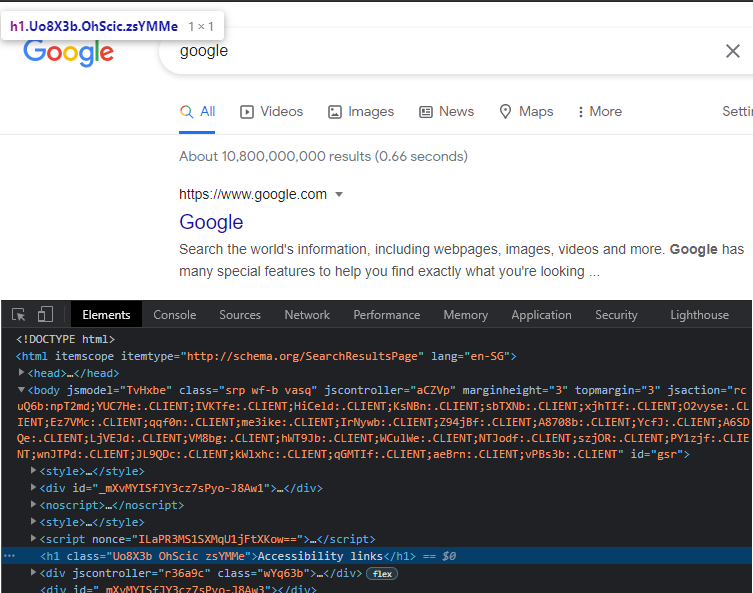 h1.Uo8X3b.OhScic.zsYMMe 1 × 1
Google
google
All Videos Images News Maps More Setti
About 10,800,000,000 results (0.66 seconds)
https://www.google.com
Google
Search the world's information, including webpages, images, videos and more. Google has
many special features to help you find exactly what you're looking ...
Elements Console Sources Network Performance Memory Application Security Lighthouse
<!DOCTYPE html>
<html itemscope itemtype="http://schema.org/SearchResultsPage" lang="en-SG">
<head>…</head>
<body jsmodel="TvHxbe" class="srp wf-b vasq" jscontroller="aCZVp" marginheight="3" topmargin="3" jsaction="rc
uQ6b:npT2md;YUC7He:.CLIENT;IVKTfe:.CLIENT;HiCeld:.CLIENT;KsNBn:.CLIENT;sbTXNb:.CLIENT;xjhTIf:.CLIENT;O2vyse:.CL
IENT;Ez7VMc:.CLIENT;qqf0n:.CLIENT;me3ike:.CLIENT;IrNywb:.CLIENT;Z94jBf:.CLIENT;A8708b:.CLIENT;YcfJ:.CLIENT;A6SD
Qe:.CLIENT;LjVEJd:.CLIENT;VM8bg:.CLIENT;hWT9Jb:.CLIENT;WCulWe:.CLIENT;NTJodf:.CLIENT;szjOR:.CLIENT;PY1zjf:.CLIE
NT;wnJTPd:.CLIENT;JL9QDc:.CLIENT;kWlxhc:.CLIENT;qGMTIf:.CLIENT;aeBrn:.CLIENT;vPBs3b:.CLIENT" id="gsr">
<style>…</style>
<div id="_mXvMYISfJY3cz7sPyo-J8Aw1">…</div>
<noscript>…</noscript>
<style>…</style>
<script nonce="ILaPR3MS1SXMqU1jFtXKow==">…</script>
<h1 class="Uo8X3b OhScic zsYMMe">Accessibility links</h1> == $0
<div jscontroller="r36a9c" class="wYq63b">…</div> flex
<div id="_mXvMYISfJY3cz7sPyo-J8Aw3"></div>